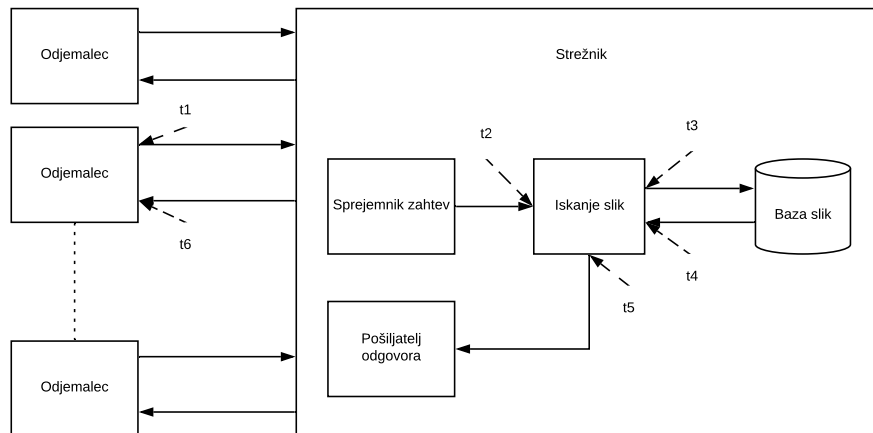 Odjemalec
Strežnik
t1
t2
t3
Odjemalec
Sprejemnik zahtev
Iskanje slik
Baza slik
t6
t4
t5
Pošiljatelj
odgovora
Odjemalec